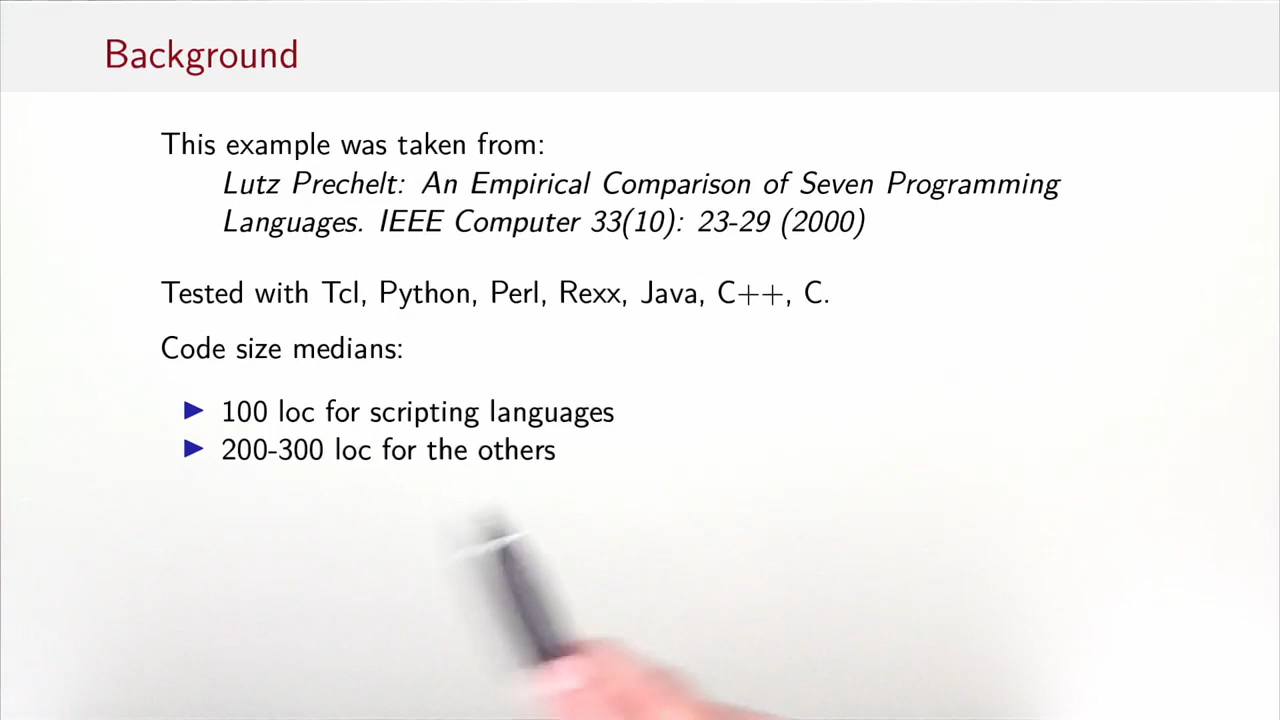 Background
This example was taken from:
Lutz Prechelt: An Empirical Comparison of Seven Programming
Languages. IEEE Computer 33(10): 23-29 (2000)
Tested with Tcl, Python, Perl, Rexx, Java, C++, C.
Code size medians:
▶ 100 loc for scripting languages
▶ 200-300 loc for the others